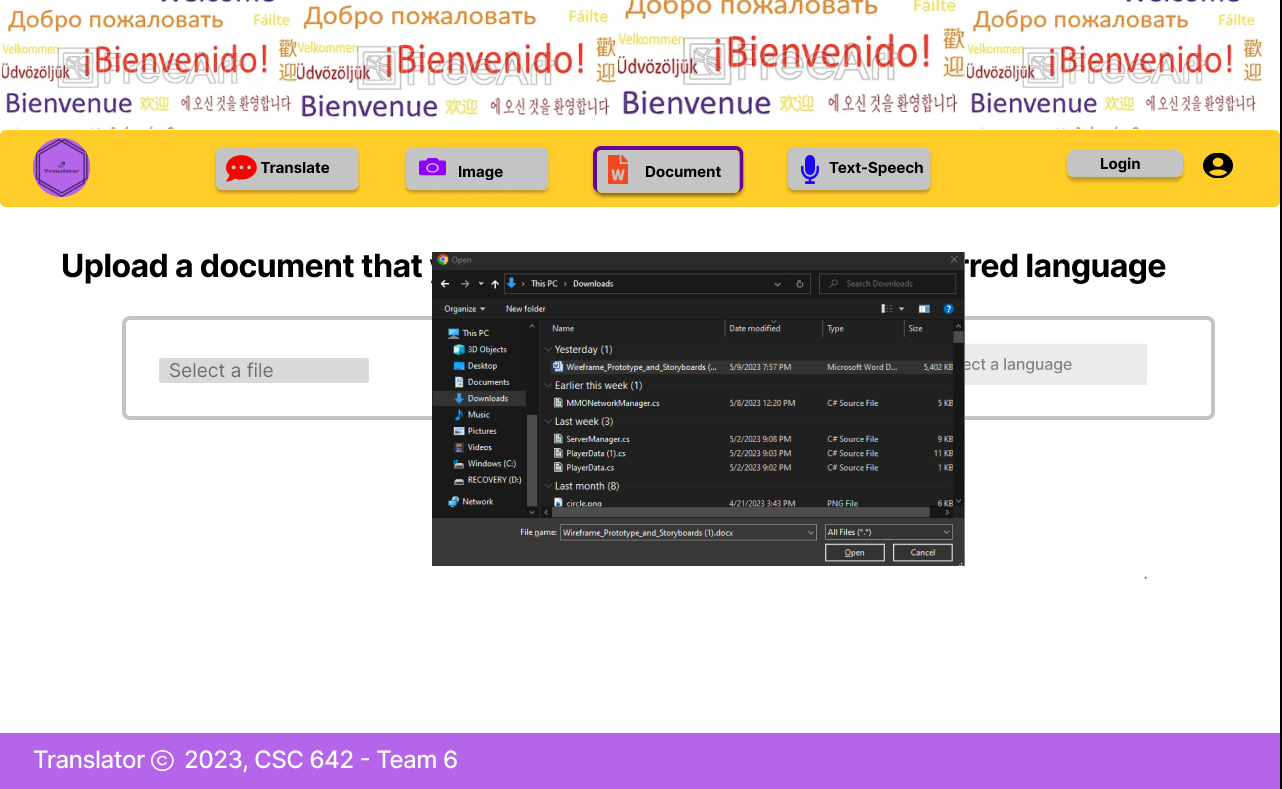 Welcome
Welcome
Добро пожаловать
Fáilte
Добро пожаловать
Fáilte
Добро пожаловать
Fáilte
Добро пожаловать
Fáilte
Velkommen
¡Bienvenido!
歡迎
Velkommen
¡Bienvenido!
歡迎
Velkommen
¡Bienvenido!
歡迎
Velkommen
¡Bienvenido!
歡迎
Üdvözöljük
Üdvözöljük
Üdvözöljük
Üdvözöljük
Bienvenue
欢迎
에 오신 것을 환영합니다
Bienvenue
欢迎
에 오신 것을 환영합니다
Bienvenue
欢迎
에 오신 것을 환영합니다
Bienvenue
欢迎
에 오신 것을 환영합니다
Translator
Translate
Image
Document
Text-Speech
Login
Upload a document that
rred language
Select a file
ct a language
Open
This PC > Downloads
Search Downloads
Organize
New folder
Name Date modified Type Size
This PC
3D Objects
Desktop
Documents
Downloads
Music
Pictures
Videos
Windows (C:)
RECOVERY (D:)
Network
Yesterday (1)
Wireframe_Prototype_and_Storyboards (... 5/9/2023 7:57 PM Microsoft Word D... 5,402 KB
Earlier this week (1)
MMONetworkManager.cs 5/8/2023 12:20 PM C# Source File 5 KB
Last week (3)
ServerManager.cs 5/2/2023 9:08 PM C# Source File 9 KB
PlayerData (1).cs 5/2/2023 9:03 PM C# Source File 11 KB
PlayerData.cs 5/2/2023 9:02 PM C# Source File 1 KB
Last month (8)
circle.png 4/21/2023 3:43 PM PNG File 6 KB
File name: Wireframe_Prototype_and_Storyboards (1).docx All Files (*.*)
Open Cancel
Translator © 2023, CSC 642 - Team 6